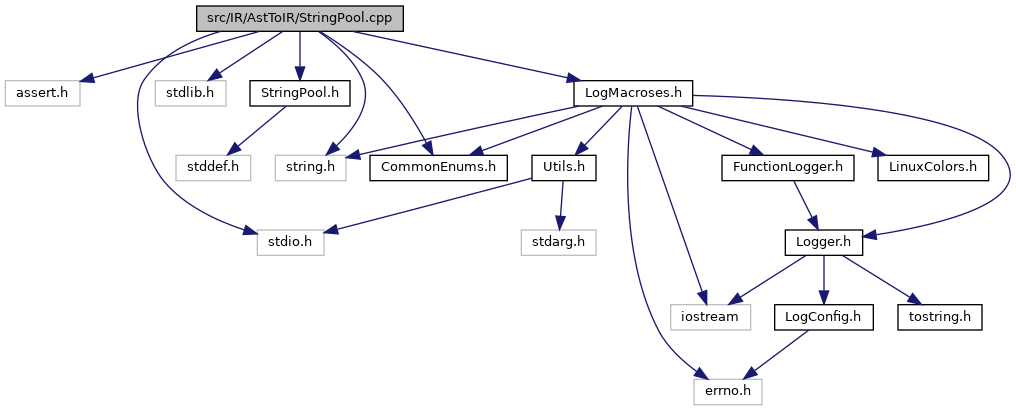 src/IR/AstToIR/StringPool.cpp
assert.h
stdlib.h
StringPool.h
LogMacroses.h
stddef.h
string.h
CommonEnums.h
Utils.h
FunctionLogger.h
LinuxColors.h
stdio.h
stdarg.h
Logger.h
iostream
LogConfig.h
tostring.h
errno.h